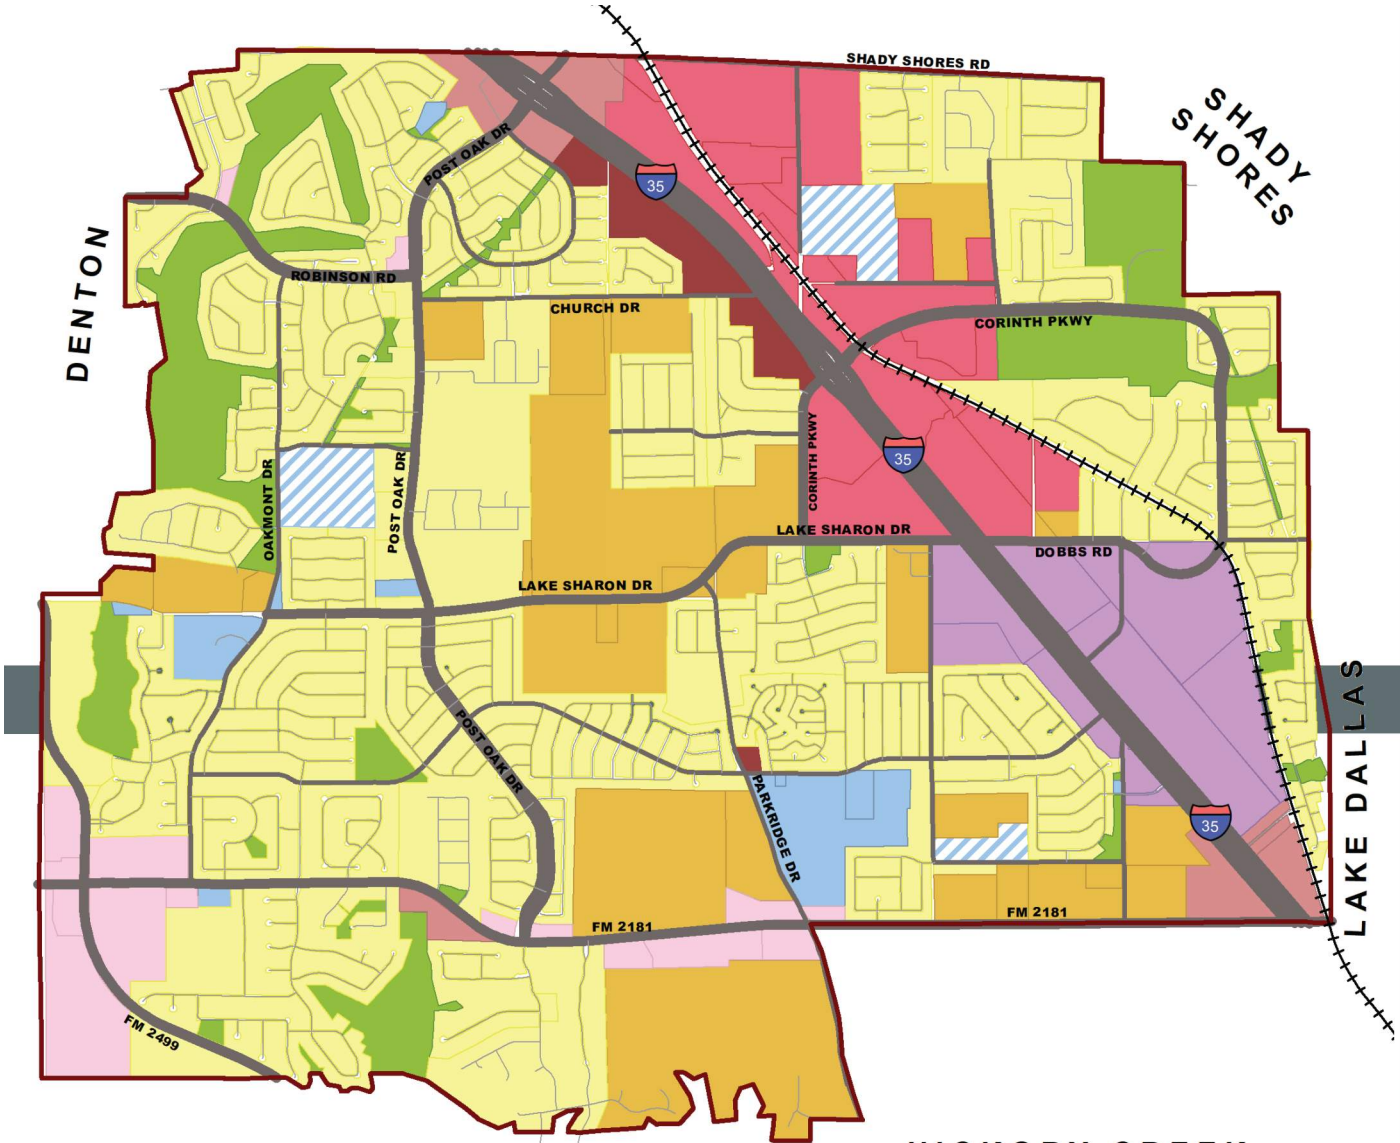 SHADY SHORES RD
SHADY
SHORES
35
POST OAK DR
DENTON
ROBINSON RD
CHURCH DR
CORINTH PKWY
CORINTH PKWY
35
OAKMONT DR
POST OAK DR
LAKE SHARON DR
DOBBS RD
LAKE SHARON DR
POST OAK DR
LAKE DALLAS
PARKRIDGE DR
35
FM 2181
FM 2181
FM 2499